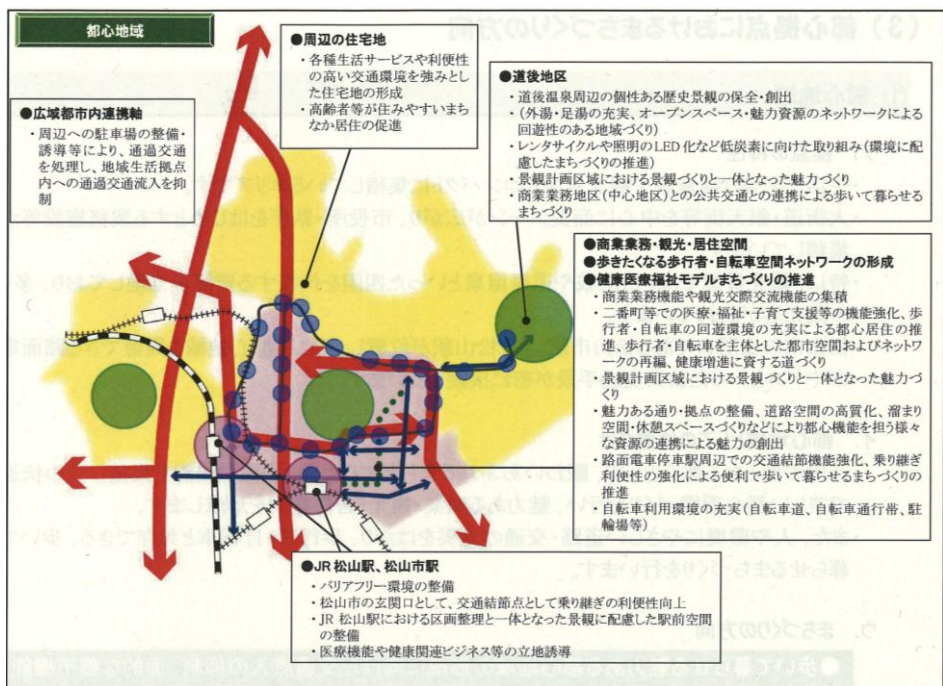 都心地域
●広域都市内連携軸
・周辺への駐車場の整備・
誘導等により、通過交通
を処理し、地域生活拠点
内への通過交通流入を抑
制
●周辺の住宅地
・各種生活サービスや利便性
の高い交通環境を強みとし
た住宅地の形成
・高齢者等が住みやすいまち
なか居住の促進
●道後地区
・道後温泉周辺の個性ある歴史景観の保全・創出
（外湯・足湯の充実、オープンスペース・魅力資源のネットワークによる
回遊性のある地域づくり）
・レンタサイクルや照明のLED化など低炭素に向けた取り組み（環境に配
慮したまちづくりの推進）
・景観計画区域における景観づくりと一体となった魅力づくり
・商業業務地区（中心地区）との公共交通との連携による歩いて暮らせる
まちづくり
●商業業務・観光・居住空間
●歩きたくなる歩行者・自転車空間ネットワークの形成
●健康医療福祉モデルまちづくりの推進
・商業業務機能や観光交際交流機能の集積
・二番町等での医療・福祉・子育て支援等の機能強化、歩
行者・自転車の回遊環境の充実による都心居住の推
進、歩行者・自転車を主体とした都市空間およびネットワー
クの再編、健康増進に資する道づくり
・景観計画区域における景観づくりと一体となった魅力づ
くり
・魅力ある通り・拠点の整備、道路空間の高質化、溜まり
空間・休憩スペースづくりなどにより都心機能を担う様々
な資源の連携による魅力の創出
・路面電車停車駅周辺での交通結節機能強化、乗り継ぎ
利便性の強化による便利で歩いて暮らせるまちづくりの
推進
・自転車利用環境の充実（自転車道、自転車通行帯、駐
輪場等）
●JR松山駅、松山市駅
・バリアフリー環境の整備
・松山市の玄関口として、交通結節点として乗り継ぎの利便性向上
・JR 松山駅における区画整理と一体となった景観に配慮した駅前空間
の整備
・医療機能や健康関連ビジネス等の立地誘導